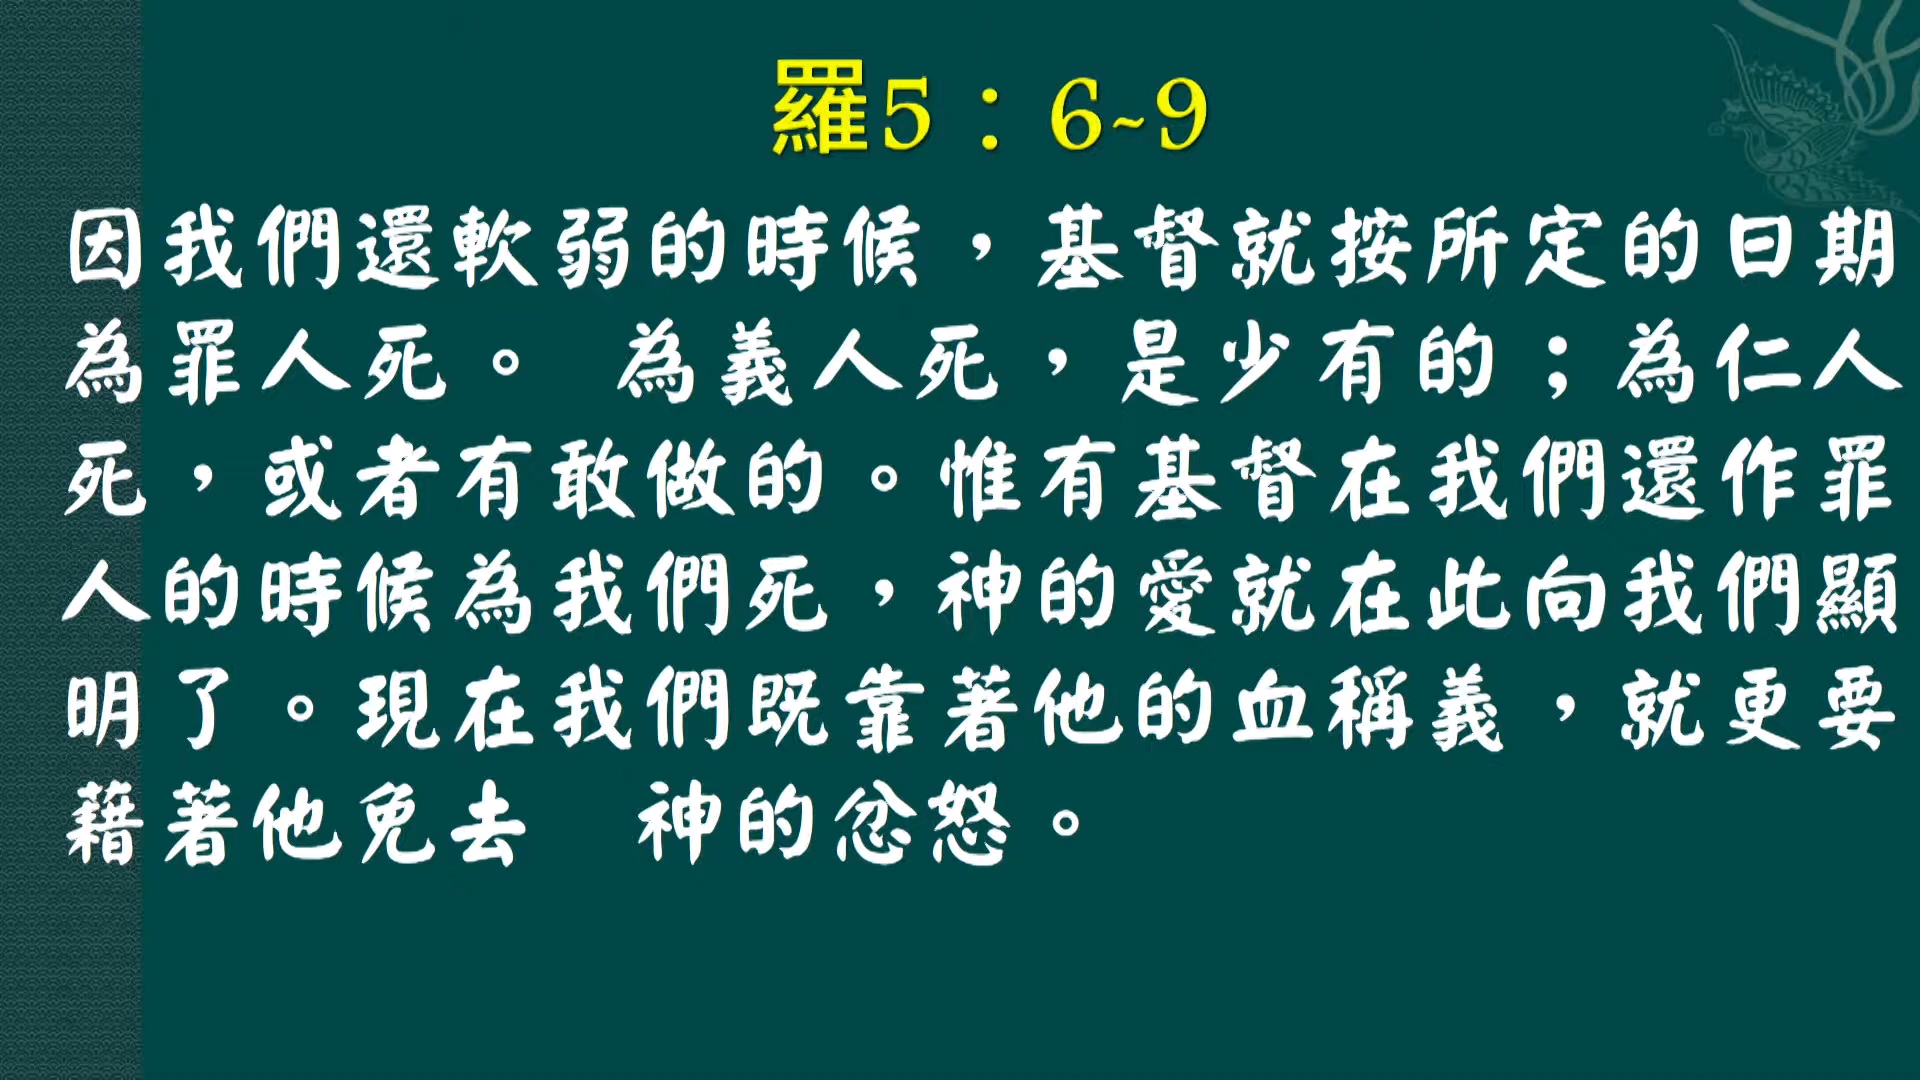 羅5：6~9
因我們還軟弱的時候，基督就按所定的日期
為罪人死。　為義人死，是少有的；為仁人
死，或者有敢做的。惟有基督在我們還作罪
人的時候為我們死，神的愛就在此向我們顯
明了。現在我們既靠著他的血稱義，就更要
藉著他免去　神的忿怒。